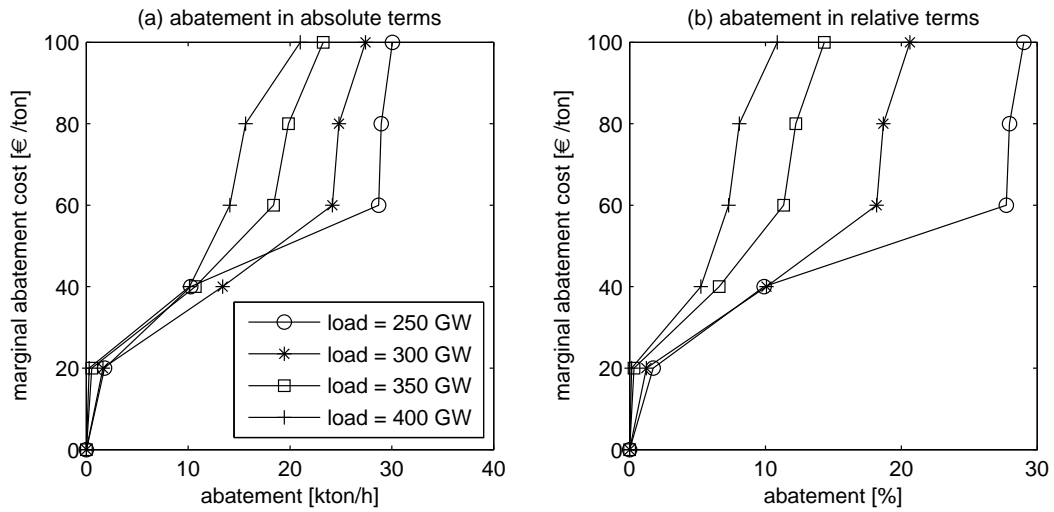 (a) abatement in absolute terms
marginal abatement cost [€ /ton]
100
80
60
40
20
0
0 10 20 30 40
abatement [kton/h]
load = 250 GW
load = 300 GW
load = 350 GW
load = 400 GW
(b) abatement in relative terms
marginal abatement cost [€ /ton]
100
80
60
40
20
0
0 10 20 30
abatement [%]